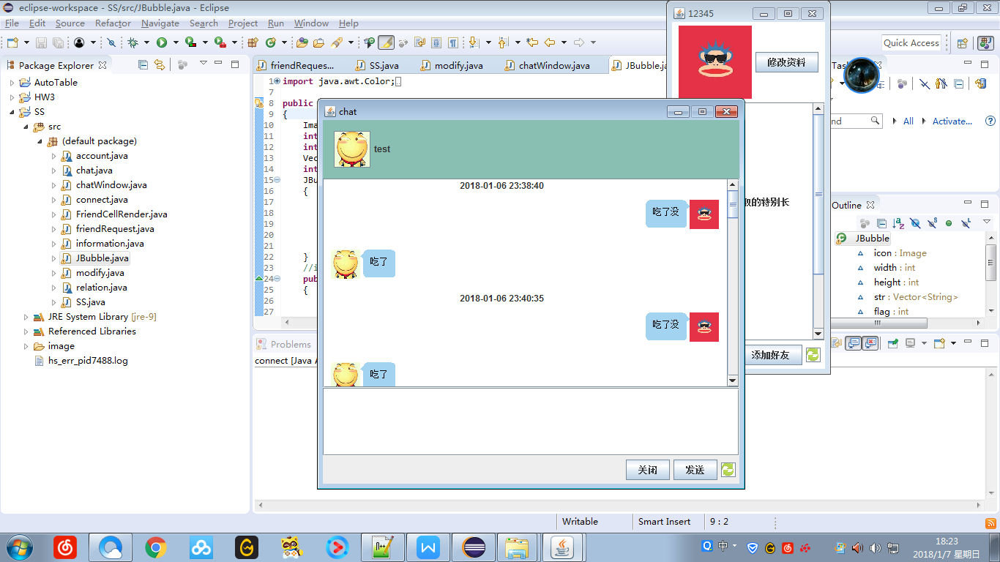 eclipse-workspace - SS/src/JBubble.java - Eclipse
File Edit Source Refactor Navigate Search Project Run Window Help
Quick Access
Package Explorer
AutoTable
HW3
SS
src
(default package)
account.java
chat.java
chatWindow.java
connect.java
FriendCellRender.java
friendRequest.java
information.java
JBubble.java
modify.java
relation.java
SS.java
JRE System Library [jre-9]
Referenced Libraries
image
hs_err_pid7488.log
friendReques...
SS.java
modify.java
chatWindow.java
JBubble.ja
1 import java.awt.Color;
7
8 public
9 {
10 Ima
11 int
12 int
13 Vec
14 int
15 JBu
16 {
17
18
19
20
21
22 }
23 //i
24 pub
25 {
26
27
Problems
connect [Java A
12345
修改资料
取的特别长
添加好友
chat
test
2018-01-06 23:38:40
吃了没
吃了
2018-01-06 23:40:35
吃了没
吃了
关闭 发送
Tas
nd
All
Activate...
Outline
JBubble
icon : Image
width : int
height : int
str : Vector<String>
flag : int
Writable
Smart Insert
9 : 2
中
18:23
2018/1/7 星期日